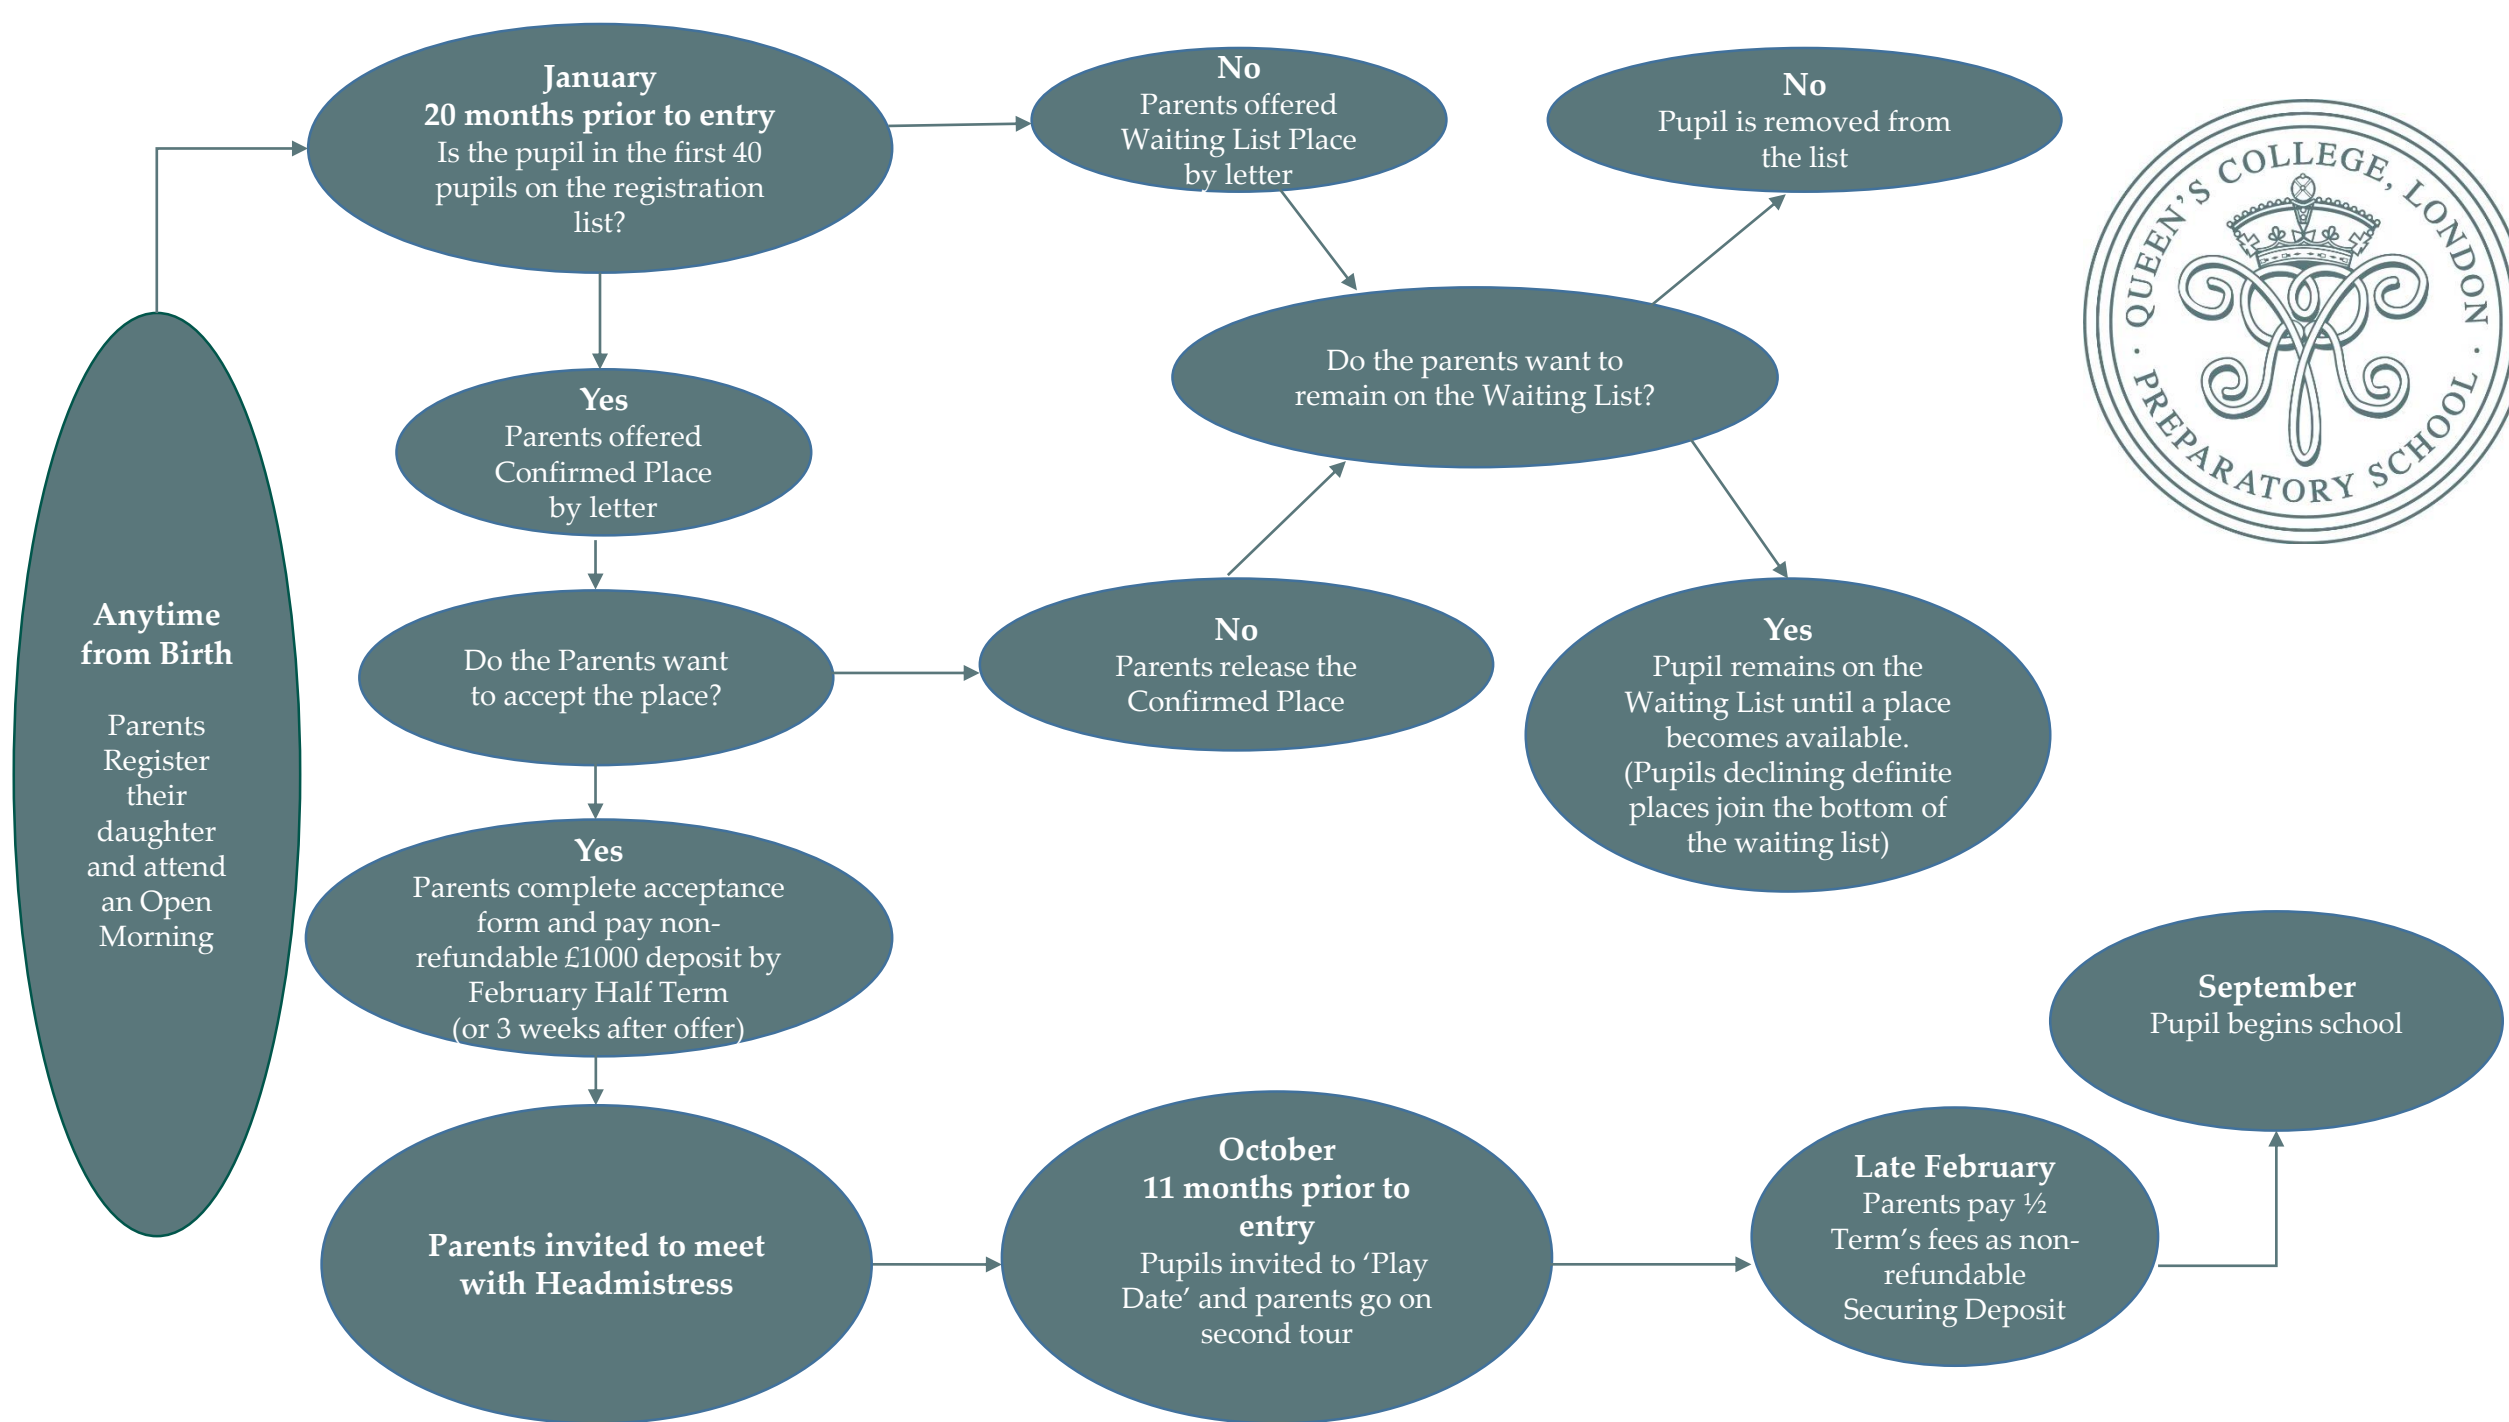 Anytime
from Birth
Parents
Register
their
daughter
and attend
an Open
Morning
January
20 months prior to entry
Is the pupil in the first 40
pupils on the registration
list?
No
Parents offered
Waiting List Place
by letter
No
Pupil is removed from
the list
Do the parents want to
remain on the Waiting List?
Yes
Parents offered
Confirmed Place
by letter
Do the Parents want
to accept the place?
No
Parents release the
Confirmed Place
Yes
Pupil remains on the
Waiting List until a place
becomes available.
(Pupils declining definite
places join the bottom of
the waiting list)
Yes
Parents complete acceptance
form and pay non-
refundable £1000 deposit by
February Half Term
(or 3 weeks after offer)
Parents invited to meet
with Headmistress
October
11 months prior to
entry
Pupils invited to ‘Play
Date’ and parents go on
second tour
Late February
Parents pay ½
Term’s fees as non-
refundable
Securing Deposit
September
Pupil begins school
QUEEN'S COLLEGE, LONDON
· PREPARATORY SCHOOL ·